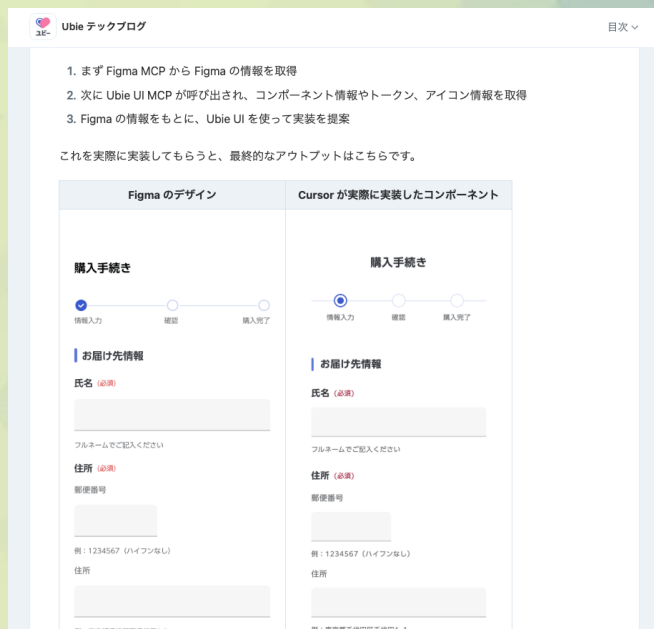 ユビー
Ubie テックブログ
目次
1. まず Figma MCP から Figma の情報を取得
2. 次に Ubie UI MCP が呼び出され、コンポーネント情報やトークン、アイコン情報を取得
3. Figma の情報をもとに、Ubie UI を使って実装を提案
これを実際に実装してもらうと、最終的なアウトプットはこちらです。
Figma のデザイン
Cursor が実際に実装したコンポーネント
購入手続き
情報入力 確認 購入完了
お届け先情報
氏名 (必須)
フルネームでご記入ください
住所 (必須)
郵便番号
例：1234567（ハイフンなし）
住所
購入手続き
情報入力 確認 購入完了
お届け先情報
氏名 (必須)
フルネームでご記入ください
住所 (必須)
郵便番号
例：1234567（ハイフンなし）
住所